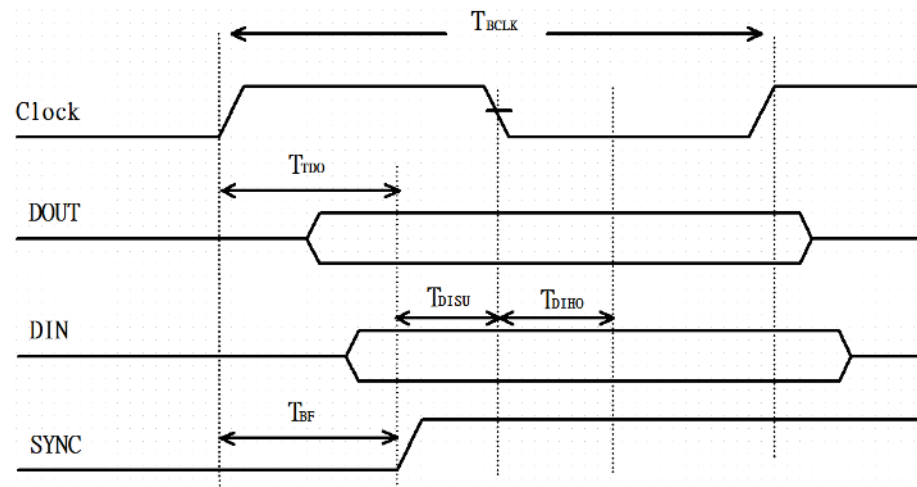 TBCLK
Clock
TTDO
DOUT
TDISU TDIHO
DIN
TBF
SYNC